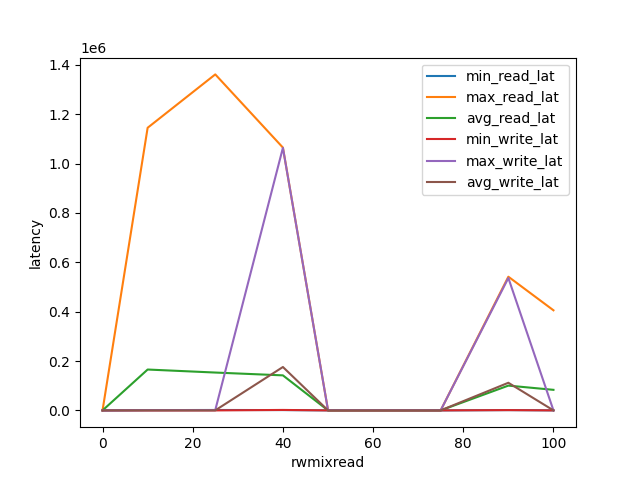 1e6
1.4
1.2
1.0
0.8
0.6
0.4
0.2
0.0
latency
min_read_lat
max_read_lat
avg_read_lat
min_write_lat
max_write_lat
avg_write_lat
0 20 40 60 80 100
rwmixread